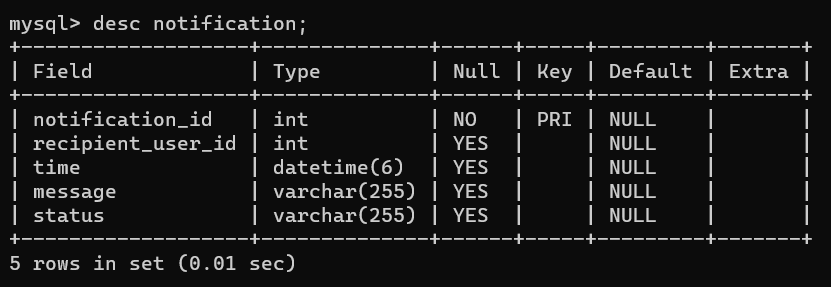 mysql> desc notification;
+-------------------+--------------+------+-----+---------+-------+
| Field             | Type         | Null | Key | Default | Extra |
+-------------------+--------------+------+-----+---------+-------+
| notification_id   | int          | NO   | PRI | NULL    |       |
| recipient_user_id | int          | YES  |     | NULL    |       |
| time              | datetime(6)  | YES  |     | NULL    |       |
| message           | varchar(255) | YES  |     | NULL    |       |
| status            | varchar(255) | YES  |     | NULL    |       |
+-------------------+--------------+------+-----+---------+-------+
5 rows in set (0.01 sec)